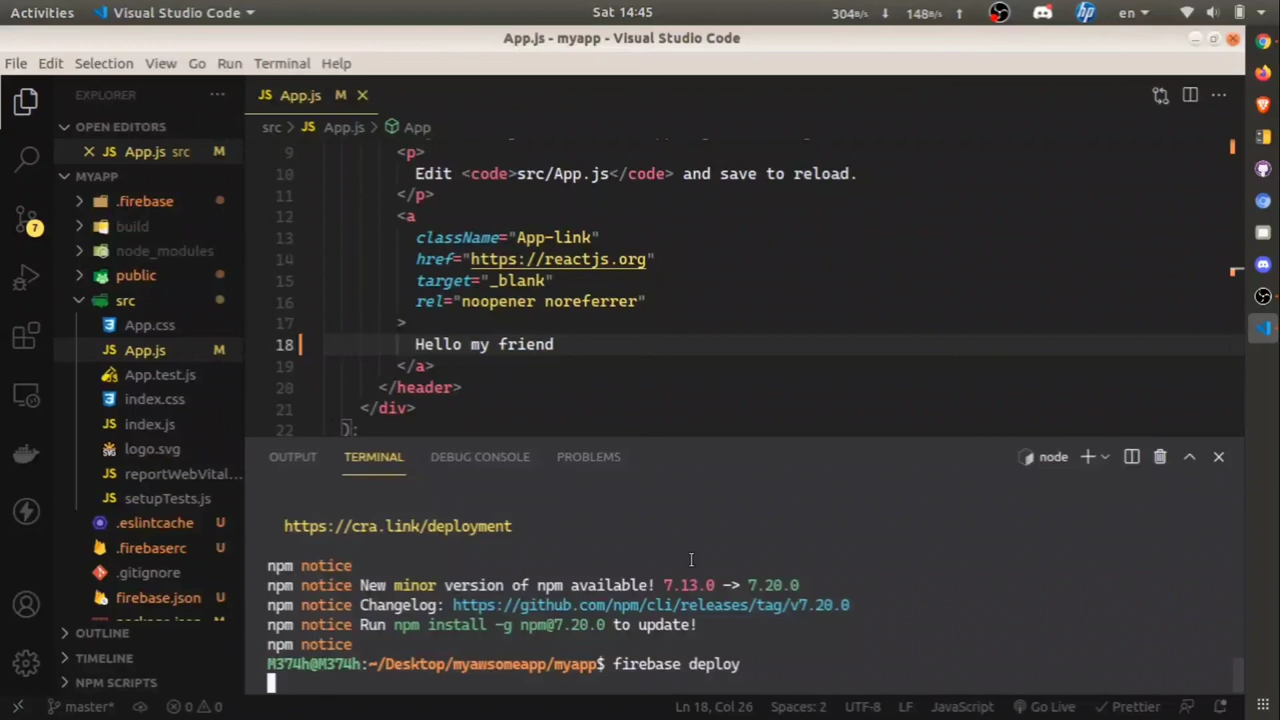 Activities Visual Studio Code Sat 14:45 304B/s ↓ 148B/s ↑ hp en
App.js - myapp - Visual Studio Code
File Edit Selection View Go Run Terminal Help
EXPLORER
OPEN EDITORS
JS App.js src M
MYAPP
.firebase
build
node_modules
public
src
App.css
JS App.js M
App.test.js
index.css
JS index.js
logo.svg
JS reportWebVital...
JS setupTests.js
.eslintcache U
.firebaserc U
.gitignore
firebase.json U
OUTLINE
TIMELINE
NPM SCRIPTS
7
JS App.js M
src > JS App.js > App
9 <p>
10 Edit <code>src/App.js</code> and save to reload.
11 </p>
12 <a
13 className="App-link"
14 href="https://reactjs.org"
15 target="_blank"
16 rel="noopener noreferrer"
17 >
18 Hello my friend
19 </a>
20 </header>
21 </div>
22 );
OUTPUT TERMINAL DEBUG CONSOLE PROBLEMS node
https://cra.link/deployment
npm notice
npm notice New minor version of npm available! 7.13.0 -> 7.20.0
npm notice Changelog: https://github.com/npm/cli/releases/tag/v7.20.0
npm notice Run npm install -g npm@7.20.0 to update!
npm notice
M374h@M374h:~/Desktop/myawsomeapp/myapp$ firebase deploy
master* 0 0 Ln 18, Col 26 Spaces: 2 UTF-8 LF JavaScript Go Live Prettier